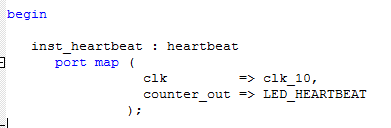 begin
inst_heartbeat : heartbeat
port map (
clk => clk_10,
counter_out => LED_HEARTBEAT
);